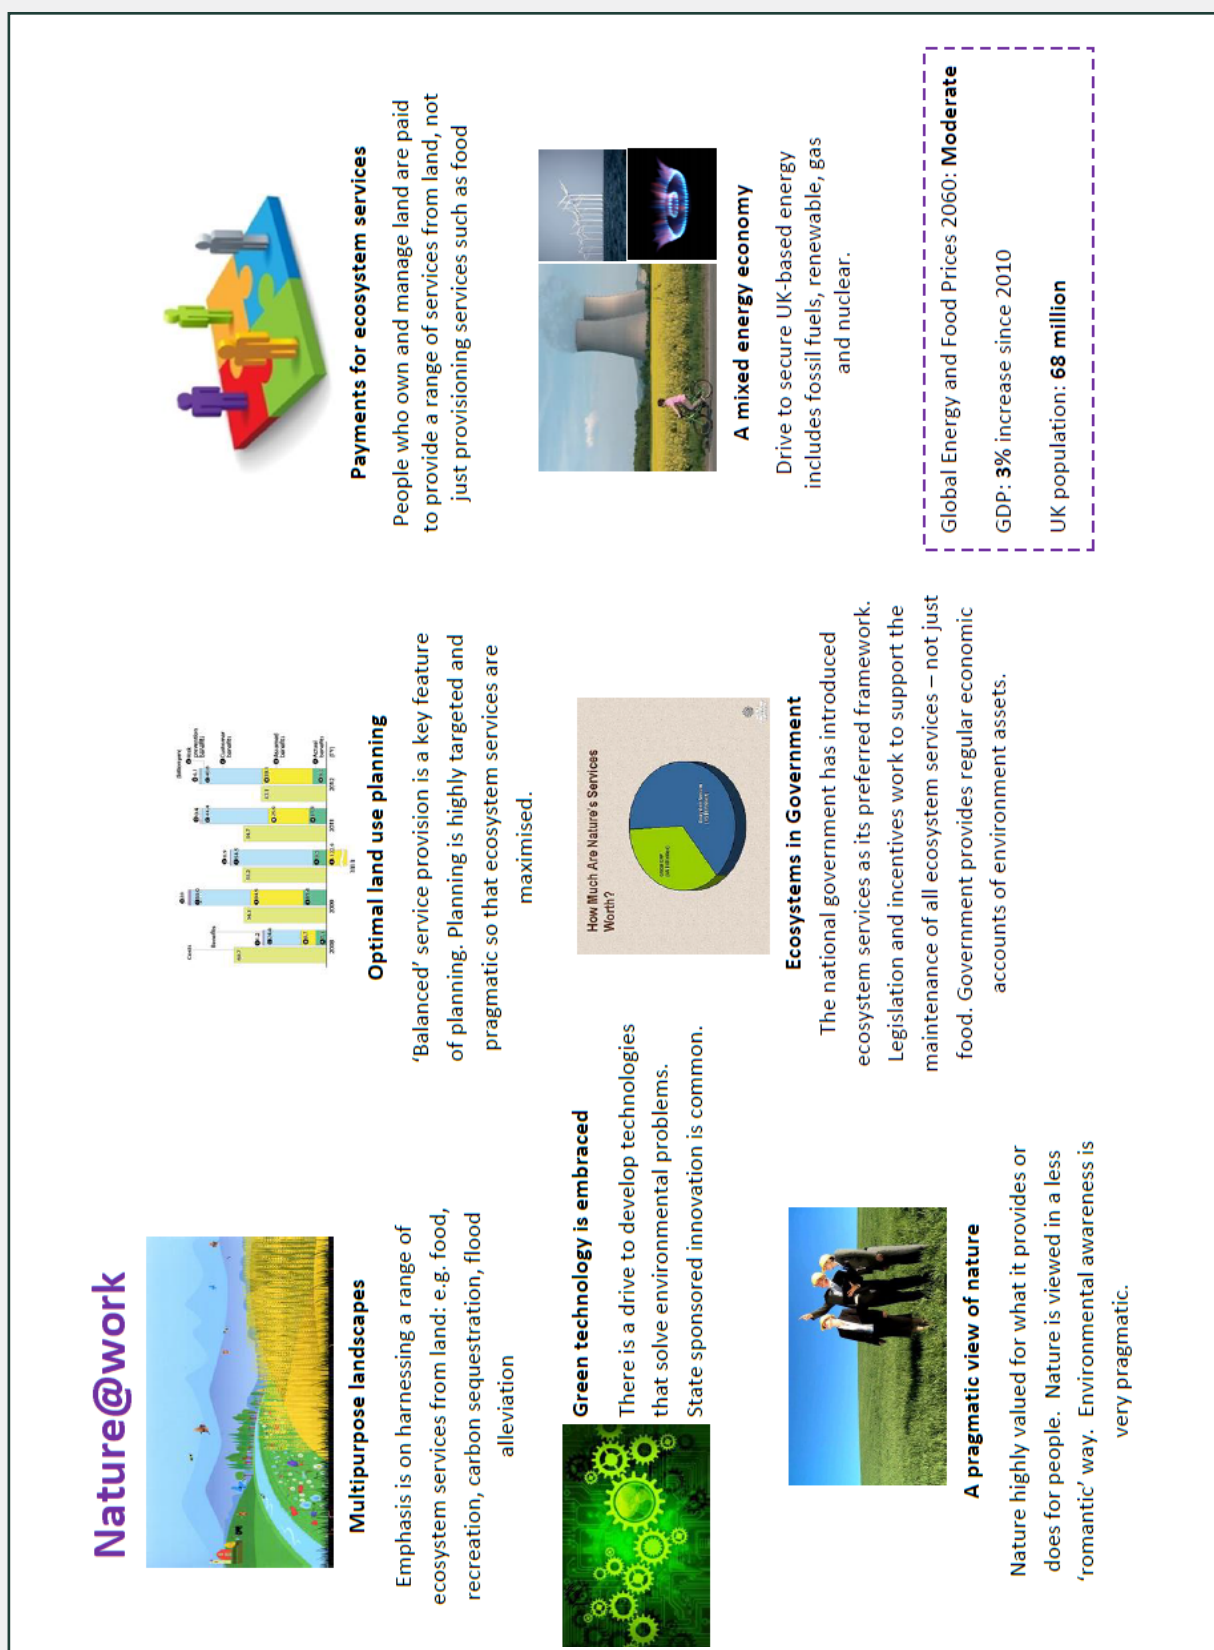 Nature@work
Multipurpose landscapes
Emphasis is on harnessing a range of
ecosystem services from land: e.g. food,
recreation, carbon sequestration, flood
alleviation
Optimal land use planning
‘Balanced’ service provision is a key feature
of planning. Planning is highly targeted and
pragmatic so that ecosystem services are
maximised.
Payments for ecosystem services
People who own and manage land are paid
to provide a range of services from land, not
just provisioning services such as food
Green technology is embraced
There is a drive to develop technologies
that solve environmental problems.
State sponsored innovation is common.
How Much Are Nature's Services
Worth?
Ecosystems in Government
The national government has introduced
ecosystem services as its preferred framework.
Legislation and incentives work to support the
maintenance of all ecosystem services – not just
food. Government provides regular economic
accounts of environment assets.
A mixed energy economy
Drive to secure UK-based energy
includes fossil fuels, renewable, gas
and nuclear.
A pragmatic view of nature
Nature highly valued for what it provides or
does for people.  Nature is viewed in a less
‘romantic’ way.  Environmental awareness is
very pragmatic.
Global Energy and Food Prices 2060: Moderate
GDP: 3% increase since 2010
UK population: 68 million
Costs
Benefits